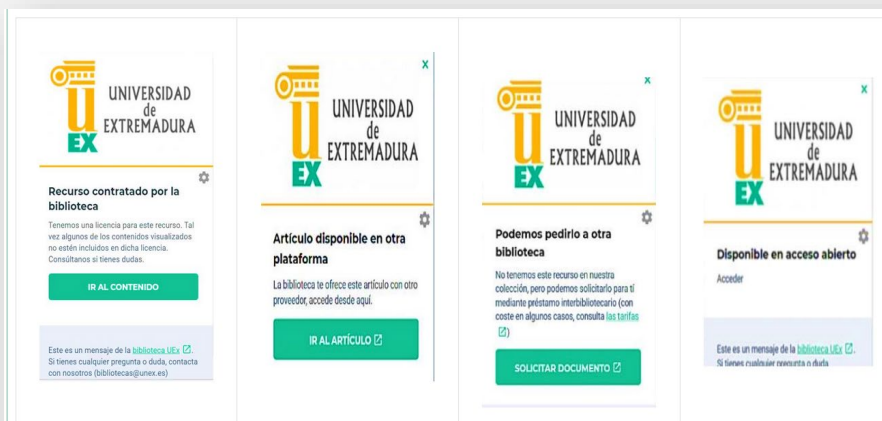 UNIVERSIDAD
de
EXTREMADURA
UEX
Recurso contratado por la
biblioteca
Tenemos una licencia para este recurso. Tal
vez algunos de los contenidos visualizados
no estén incluidos en dicha licencia.
Consúltanos si tienes dudas.
IR AL CONTENIDO
Este es un mensaje de la biblioteca UEx.
Si tienes cualquier pregunta o duda, contacta
con nosotros (bibliotecas@unex.es)
x
UNIVERSIDAD
de
EXTREMADURA
UEX
Artículo disponible en otra
plataforma
La biblioteca te ofrece este artículo con otro
proveedor, accede desde aquí.
IR AL ARTÍCULO
x
UNIVERSIDAD
de
EXTREMADURA
UEX
Podemos pedirlo a otra
biblioteca
No tenemos este recurso en nuestra
colección, pero podemos solicitarlo para tí
mediante préstamo interbibliotecario (con
coste en algunos casos, consulta las tarifas
)
SOLICITAR DOCUMENTO
x
UNIVERSIDAD
de
EXTREMADURA
UEX
Disponible en acceso abierto
Acceder
Este es un mensaje de la biblioteca UEx.
Si tienes cualquier pregunta o duda